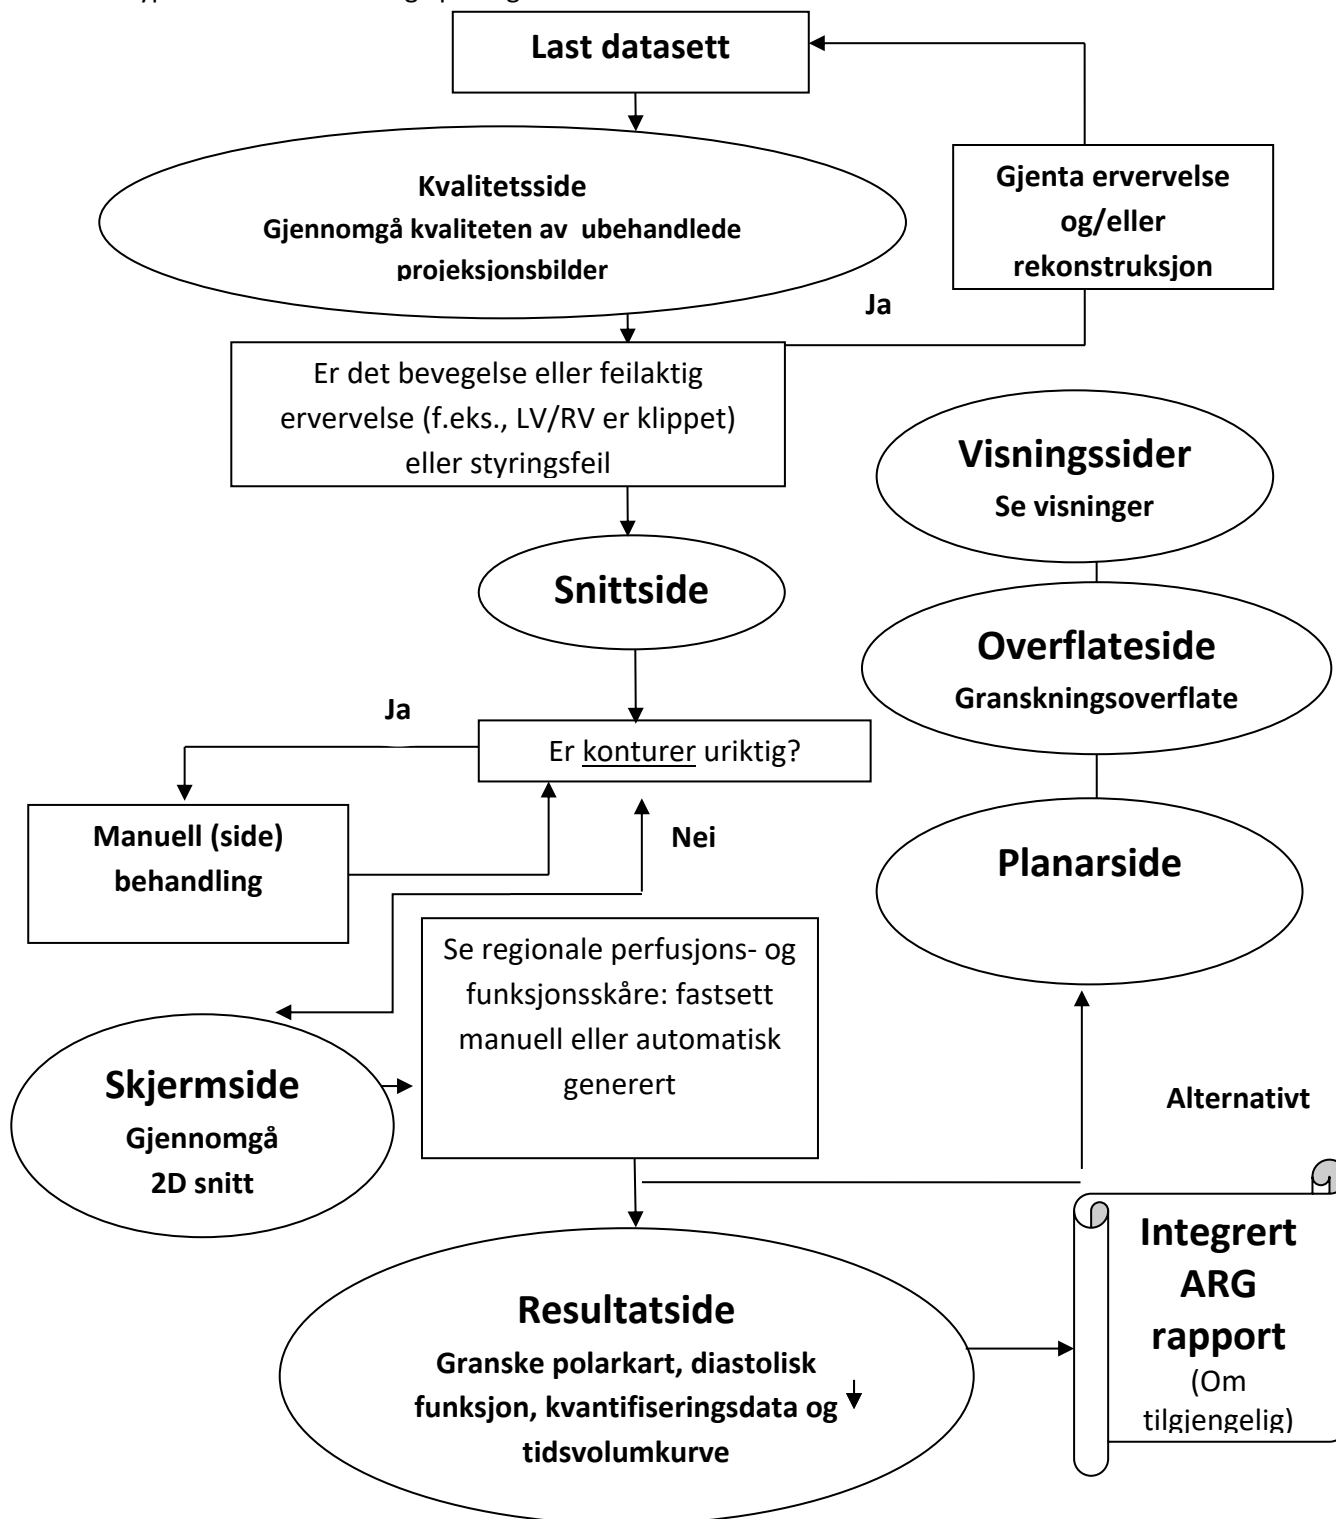 Last datasett
Kvalitetsside
Gjennomgå kvaliteten av ubehandlede
projeksjonsbilder
Gjenta ervervelse
og/eller
rekonstruksjon
Ja
Er det bevegelse eller feilaktig
ervervelse (f.eks., LV/RV er klippet)
eller styringsfeil
Visningssider
Se visninger
Snittside
Overflateside
Granskningsoverflate
Ja
Er konturer uriktig?
Manuell (side)
behandling
Nei
Planarside
Se regionale perfusjons- og
funksjonsskåre: fastsett
manuell eller automatisk
generert
Skjermside
Gjennomgå
2D snitt
Alternativt
Integrert
ARG
rapport
(Om
tilgjengelig)
Resultatside
Granske polarkart, diastolisk
funksjon, kvantifiseringsdata og
tidsvolumkurve